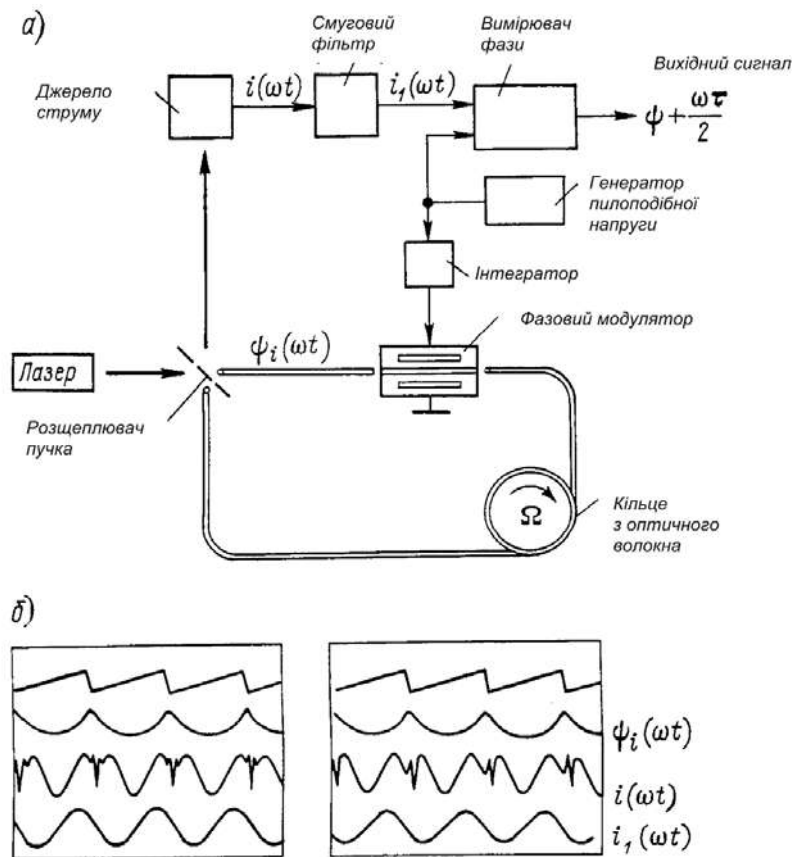 а)
Смуговий
фільтр
Вимірювач
фази
Вихідний сигнал
Джерело
струму
i(ωt)
i₁(ωt)
ψ + ωτ/2
Генератор
пилоподібної
напруги
Інтегратор
ψᵢ(ωt)
Фазовий модулятор
Лазер
Розщеплювач
пучка
Ω
Кільце
з оптичного
волокна
б)
ψᵢ(ωt)
i(ωt)
i₁(ωt)